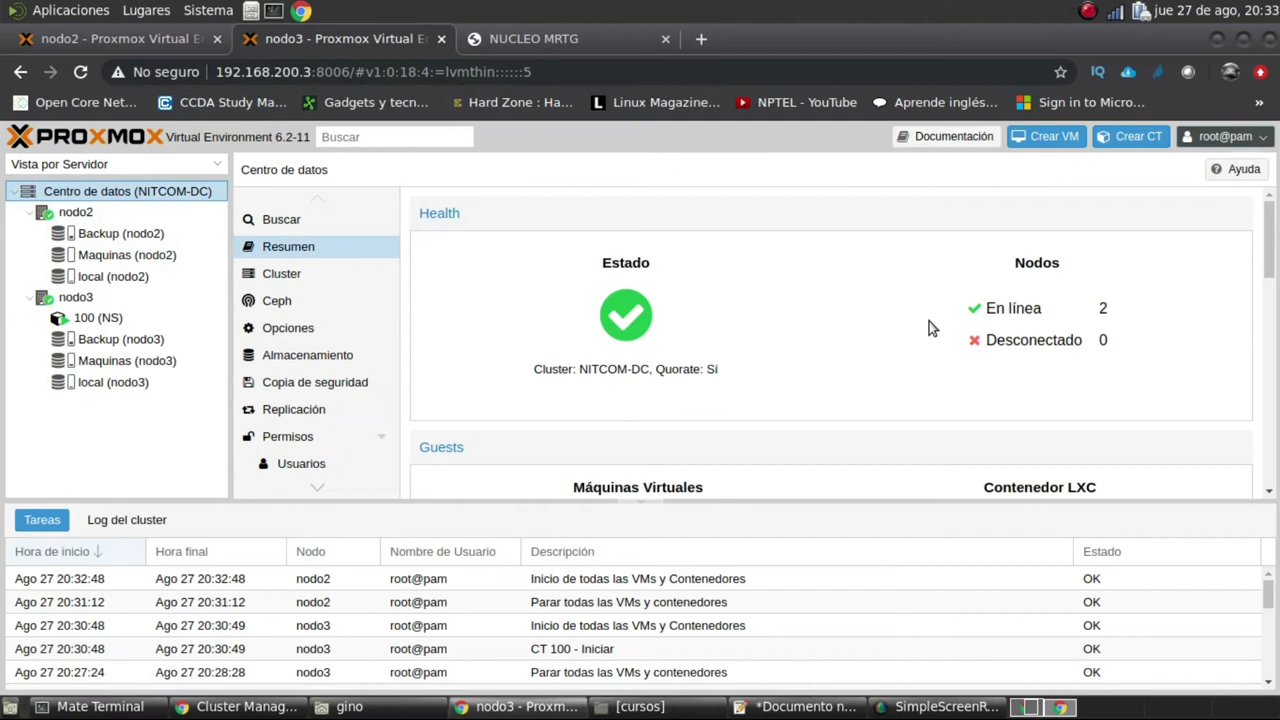 Aplicaciones Lugares Sistema jue 27 de ago, 20:33
nodo2 - Proxmox Virtual E × nodo3 - Proxmox Virtual E × NUCLEO MRTG × +
No seguro 192.168.200.3:8006/#v1:0:18:4:=lvmthin::::::5
Open Core Net... CCDA Study Ma... Gadgets y tecn... Hard Zone : Ha... Linux Magazine... NPTEL - YouTube Aprende inglés... Sign in to Micro... »
PROXMOX Virtual Environment 6.2-11 Buscar Documentación Crear VM Crear CT root@pam
Vista por Servidor
Centro de datos (NITCOM-DC)
nodo2
Backup (nodo2)
Maquinas (nodo2)
local (nodo2)
nodo3
100 (NS)
Backup (nodo3)
Maquinas (nodo3)
local (nodo3)
Centro de datos Ayuda
Buscar
Resumen
Cluster
Ceph
Opciones
Almacenamiento
Copia de seguridad
Replicación
Permisos
Usuarios
Health
Estado
Cluster: NITCOM-DC, Quorate: Sí
Nodos
En línea 2
Desconectado 0
Guests
Máquinas Virtuales Contenedor LXC
Tareas Log del cluster
Hora de inicio Hora final Nodo Nombre de Usuario Descripción Estado
Ago 27 20:32:48 Ago 27 20:32:48 nodo2 root@pam Inicio de todas las VMs y Contenedores OK
Ago 27 20:31:12 Ago 27 20:31:12 nodo2 root@pam Parar todas las VMs y contenedores OK
Ago 27 20:30:48 Ago 27 20:30:49 nodo3 root@pam Inicio de todas las VMs y Contenedores OK
Ago 27 20:30:48 Ago 27 20:30:49 nodo3 root@pam CT 100 - Iniciar OK
Ago 27 20:27:24 Ago 27 20:28:28 nodo3 root@pam Parar todas las VMs y contenedores OK
Mate Terminal Cluster Manag... gino nodo3 - Proxm... [cursos] *Documento n... SimpleScreenR...